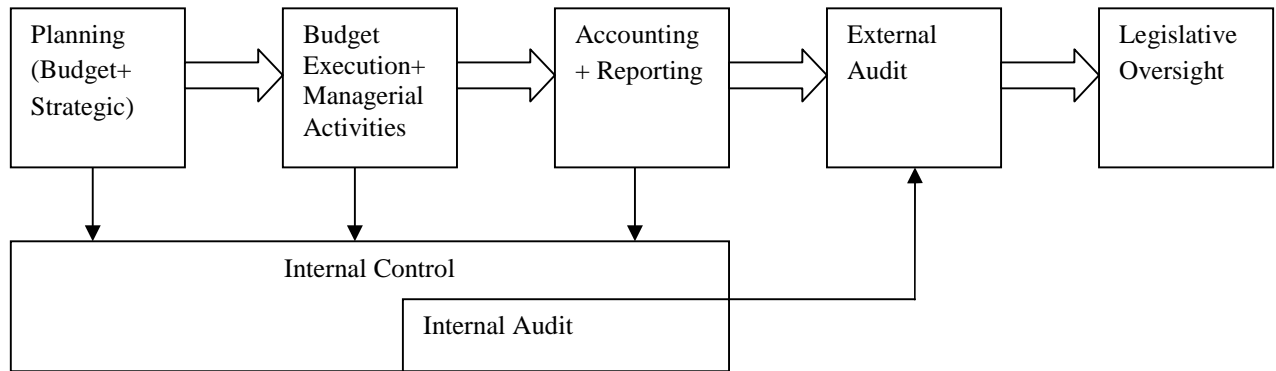 Planning
(Budget+
Strategic)
Budget
Execution+
Managerial
Activities
Accounting
+ Reporting
External
Audit
Legislative
Oversight
Internal Control
Internal Audit